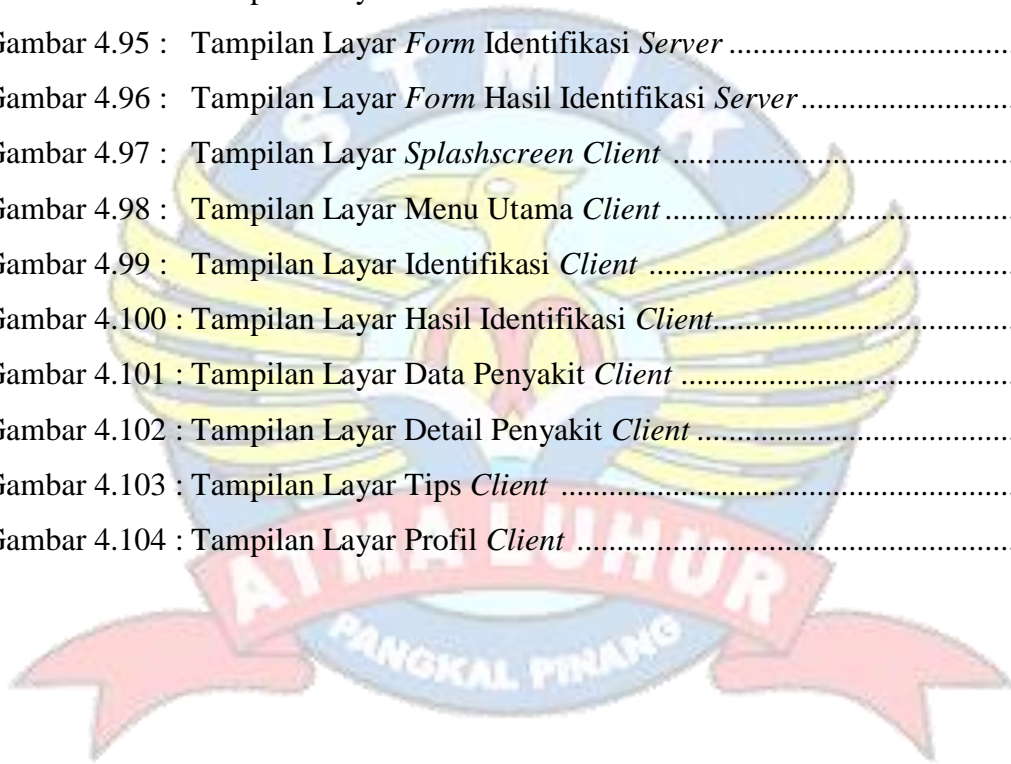 Gambar 4.95 : Tampilan Layar Form Identifikasi Server ....................................
Gambar 4.96 : Tampilan Layar Form Hasil Identifikasi Server...........................
Gambar 4.97 : Tampilan Layar Splashscreen Client ...........................................
Gambar 4.98 : Tampilan Layar Menu Utama Client............................................
Gambar 4.99 : Tampilan Layar Identifikasi Client ..............................................
Gambar 4.100 : Tampilan Layar Hasil Identifikasi Client......................................
Gambar 4.101 : Tampilan Layar Data Penyakit Client ..........................................
Gambar 4.102 : Tampilan Layar Detail Penyakit Client ........................................
Gambar 4.103 : Tampilan Layar Tips Client .........................................................
Gambar 4.104 : Tampilan Layar Profil Client .......................................................
STMIK
ATMA LUHUR
PANGKAL PINANG